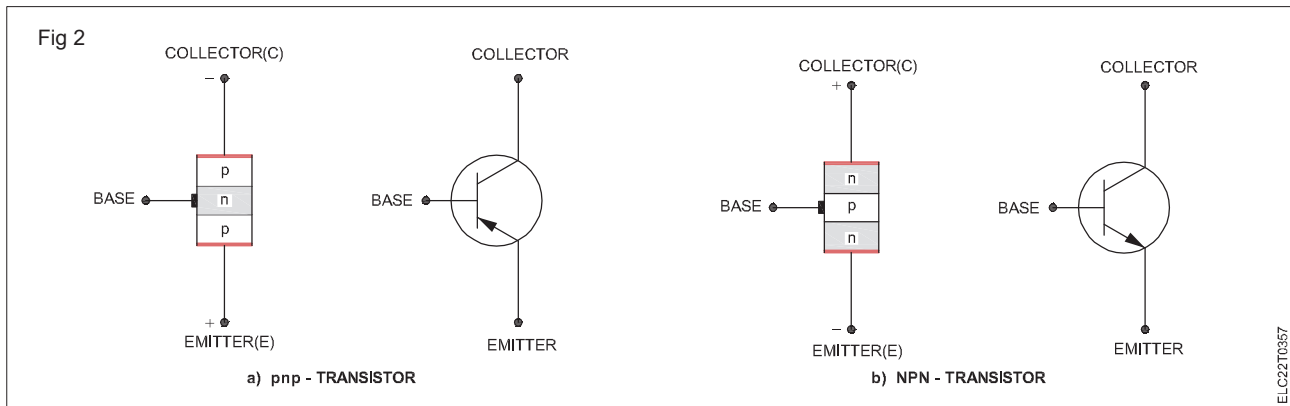 Fig 2
COLLECTOR(C)
–
p
BASE
n
p
+
EMITTER(E)
COLLECTOR
BASE
EMITTER
a) pnp - TRANSISTOR
COLLECTOR(C)
+
n
BASE
p
n
–
EMITTER(E)
COLLECTOR
BASE
EMITTER
b) NPN - TRANSISTOR
ELC22T0357